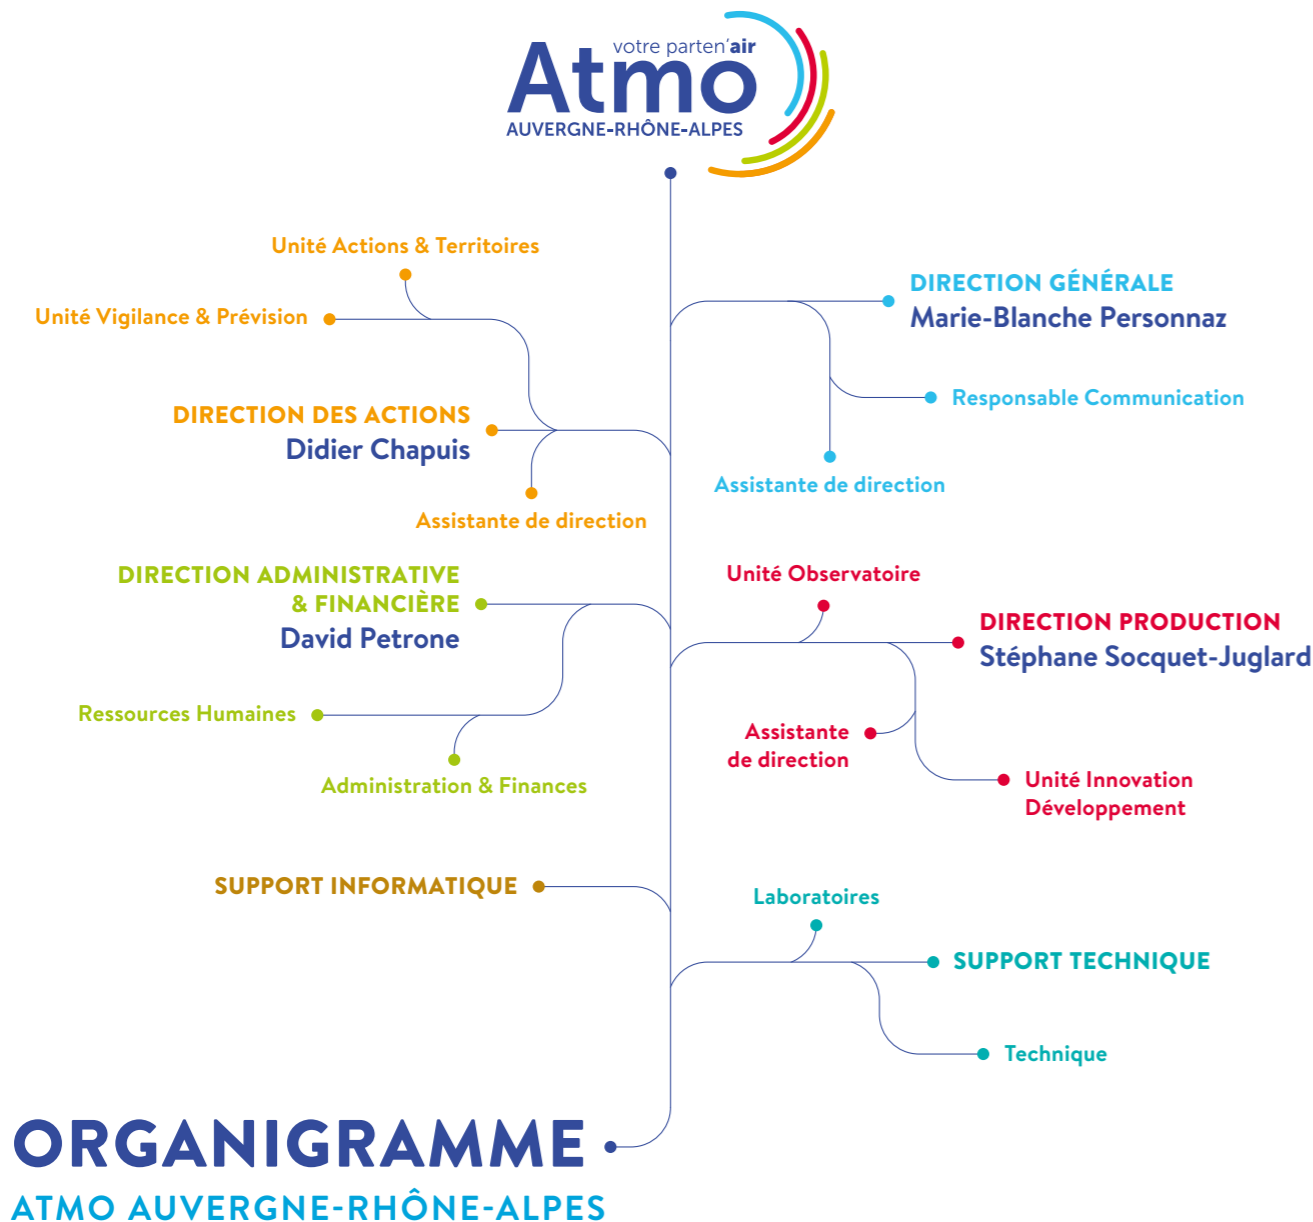 votre parten'air
Atmo
AUVERGNE-RHÔNE-ALPES
Unité Actions & Territoires
Unité Vigilance & Prévision
DIRECTION DES ACTIONS
Didier Chapuis
Assistante de direction
DIRECTION GÉNÉRALE
Marie-Blanche Personnaz
Responsable Communication
Assistante de direction
DIRECTION ADMINISTRATIVE
& FINANCIÈRE
David Petrone
Ressources Humaines
Administration & Finances
Unité Observatoire
DIRECTION PRODUCTION
Stéphane Socquet-Juglard
Assistante
de direction
Unité Innovation
Développement
SUPPORT INFORMATIQUE
Laboratoires
SUPPORT TECHNIQUE
Technique
ORGANIGRAMME
ATMO AUVERGNE-RHÔNE-ALPES